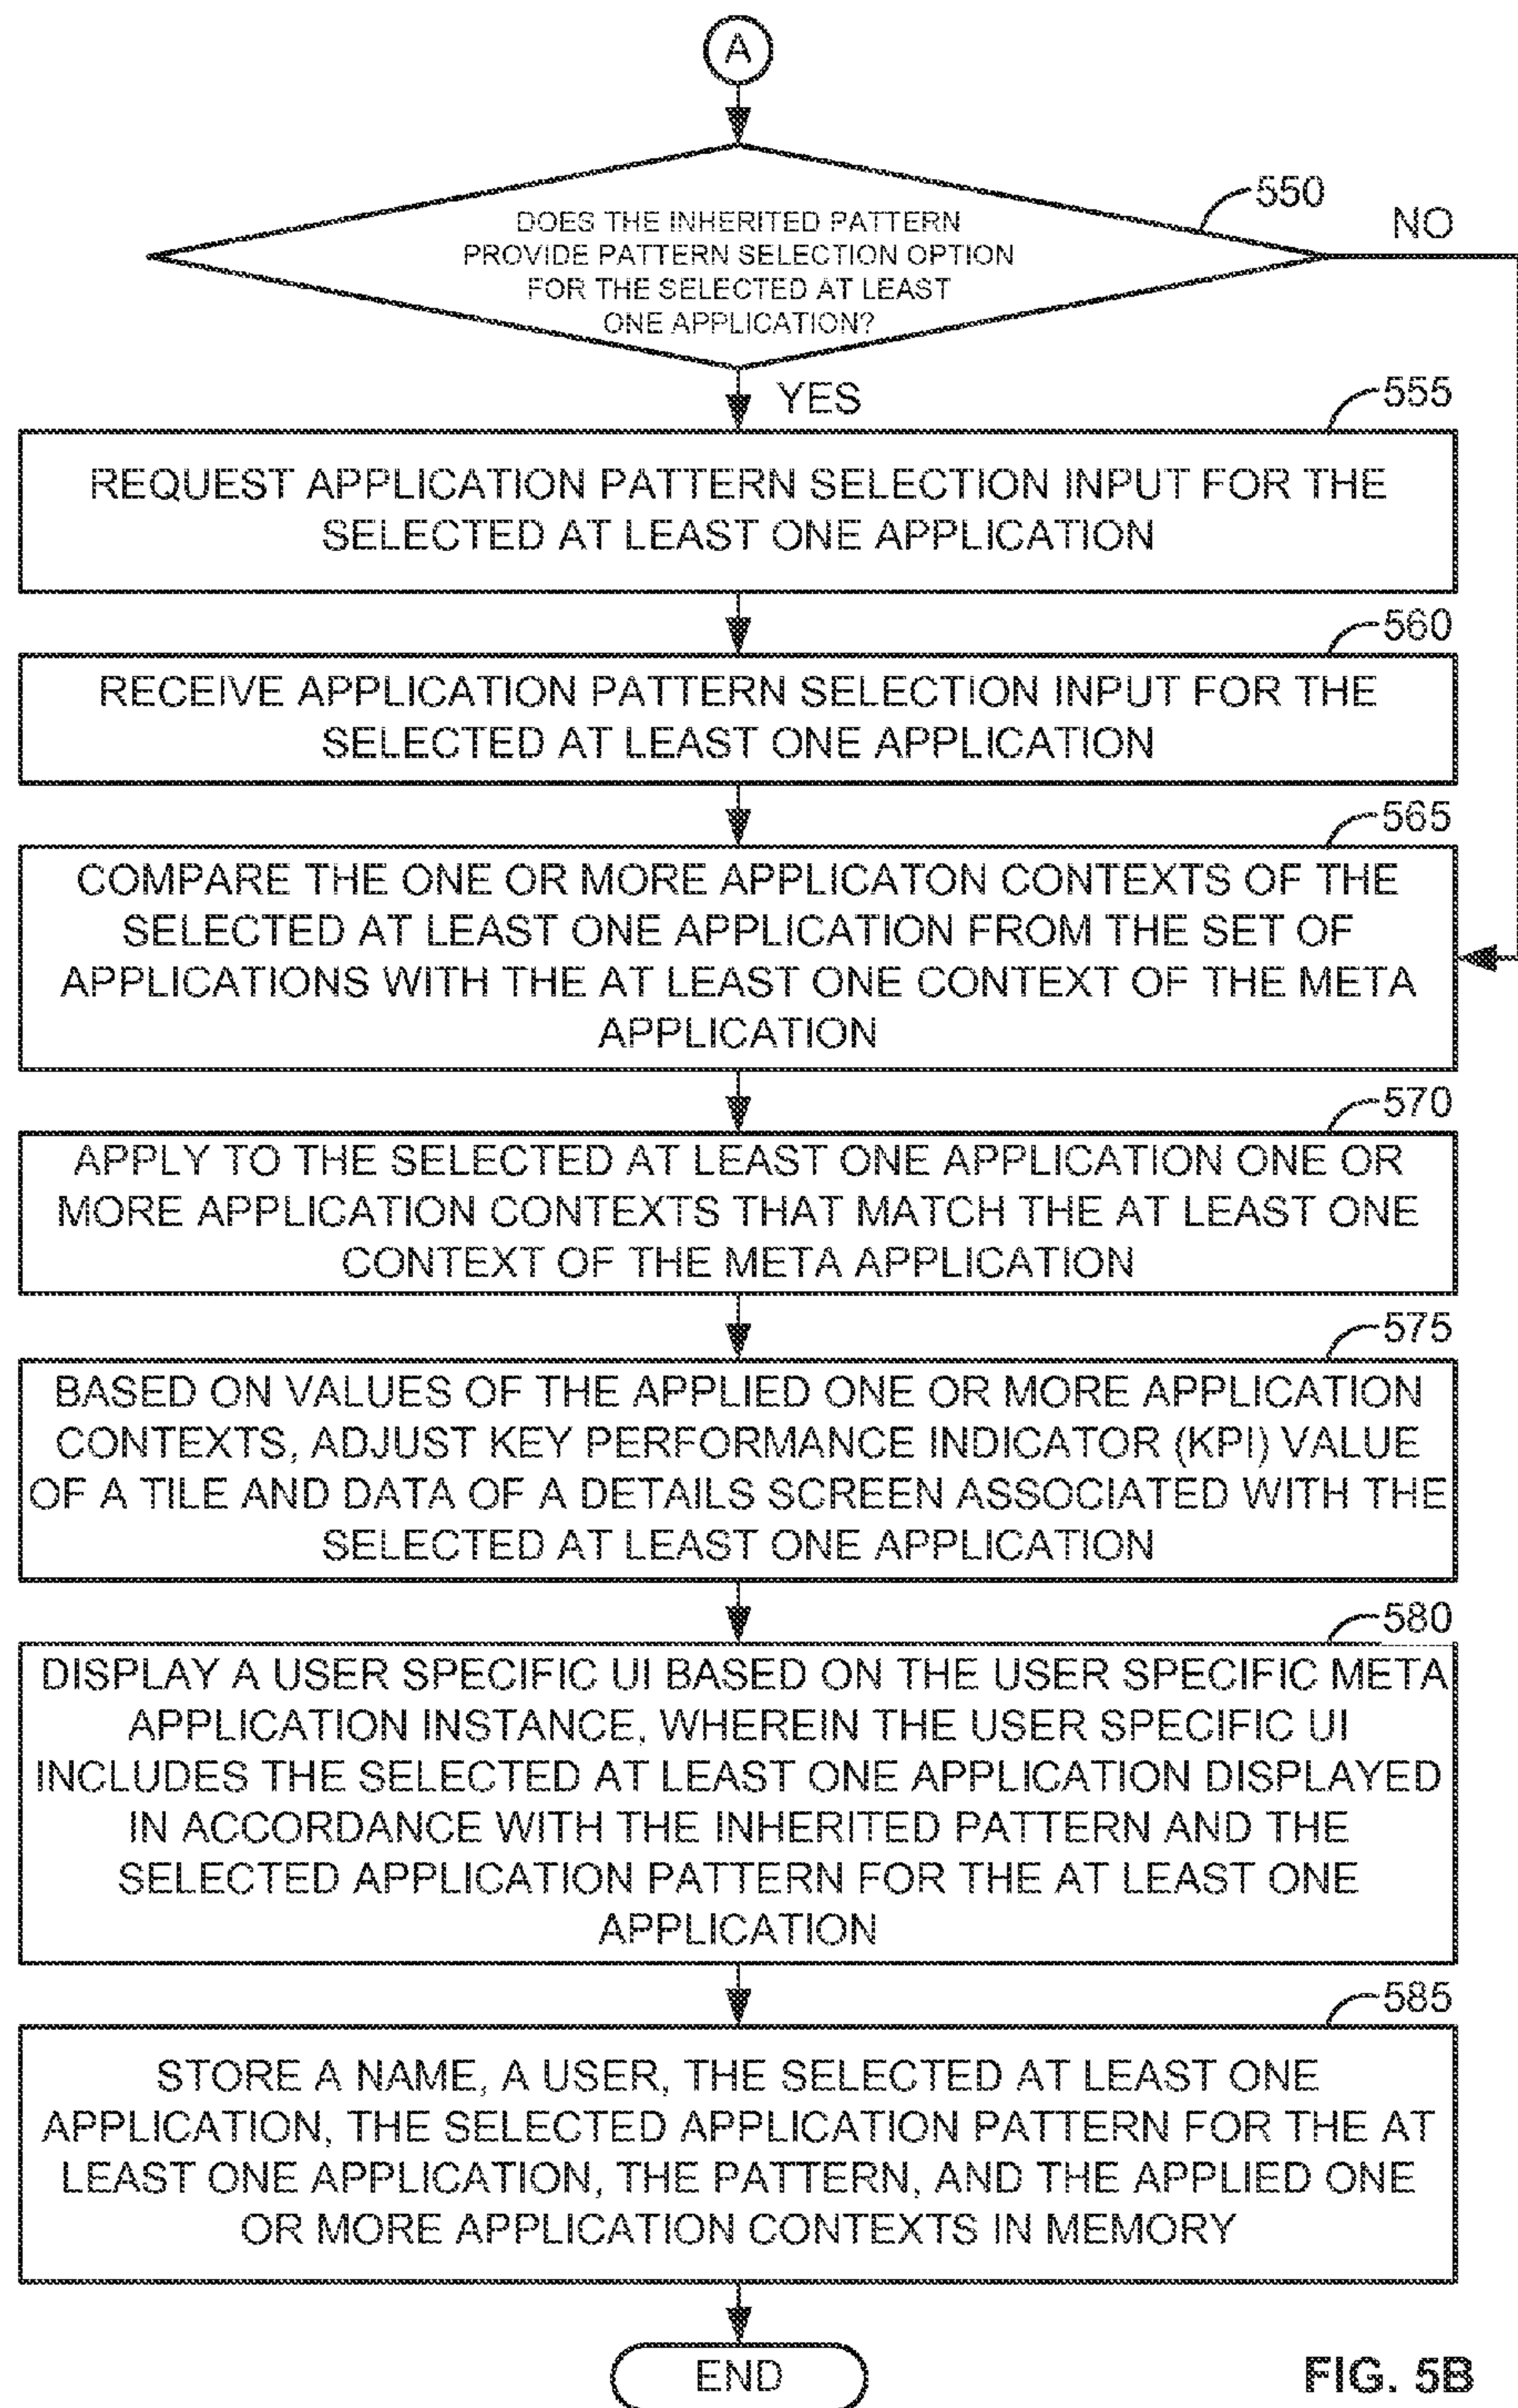 A
550
NO
DOES THE INHERITED PATTERN
PROVIDE PATTERN SELECTION OPTION
FOR THE SELECTED AT LEAST
ONE APPLICATION?
YES
555
REQUEST APPLICATION PATTERN SELECTION INPUT FOR THE
SELECTED AT LEAST ONE APPLICATION
560
RECEIVE APPLICATION PATTERN SELECTION INPUT FOR THE
SELECTED AT LEAST ONE APPLICATION
565
COMPARE THE ONE OR MORE APPLICATON CONTEXTS OF THE
SELECTED AT LEAST ONE APPLICATION FROM THE SET OF
APPLICATIONS WITH THE AT LEAST ONE CONTEXT OF THE META
APPLICATION
570
APPLY TO THE SELECTED AT LEAST ONE APPLICATION ONE OR
MORE APPLICATION CONTEXTS THAT MATCH THE AT LEAST ONE
CONTEXT OF THE META APPLICATION
575
BASED ON VALUES OF THE APPLIED ONE OR MORE APPLICATION
CONTEXTS, ADJUST KEY PERFORMANCE INDICATOR (KPI) VALUE
OF A TILE AND DATA OF A DETAILS SCREEN ASSOCIATED WITH THE
SELECTED AT LEAST ONE APPLICATION
580
DISPLAY A USER SPECIFIC UI BASED ON THE USER SPECIFIC META
APPLICATION INSTANCE, WHEREIN THE USER SPECIFIC UI
INCLUDES THE SELECTED AT LEAST ONE APPLICATION DISPLAYED
IN ACCORDANCE WITH THE INHERITED PATTERN AND THE
SELECTED APPLICATION PATTERN FOR THE AT LEAST ONE
APPLICATION
585
STORE A NAME, A USER, THE SELECTED AT LEAST ONE
APPLICATION, THE SELECTED APPLICATION PATTERN FOR THE AT
LEAST ONE APPLICATION, THE PATTERN, AND THE APPLIED ONE
OR MORE APPLICATION CONTEXTS IN MEMORY
END
FIG. 5B